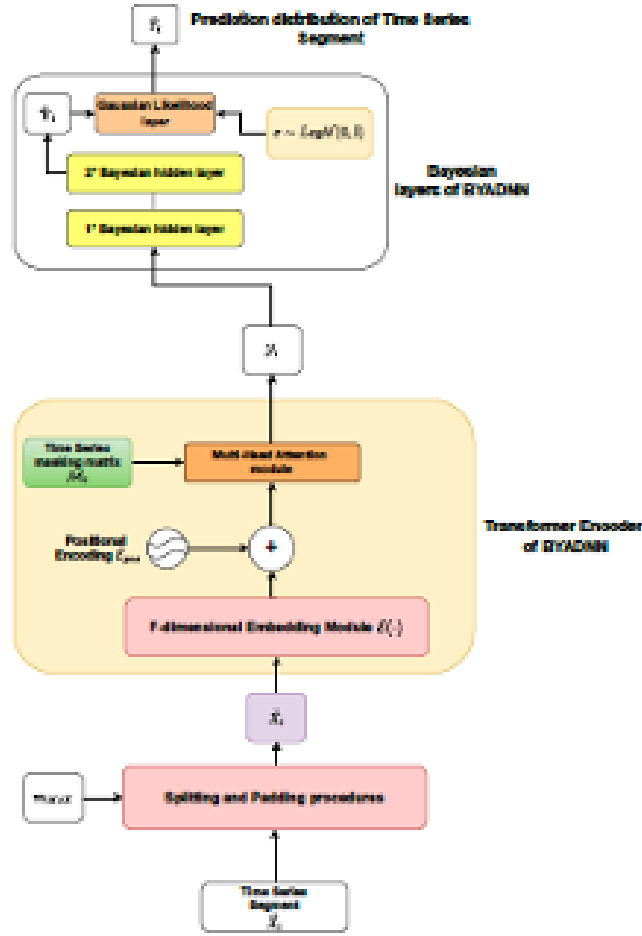 Prediction distribution of Time Series
Segment
Gaussian Likelihood
layer
2° Bayesian hidden layer
1° Bayesian hidden layer
Bayesian
layers of BYADNN
Time Series
masking matrix
Multi-Head Attention
module
Positional
Encoding
+
Transformer Encoder
of BYADNN
F-dimensional Embedding Module
Splitting and Padding procedures
Time Series
Segment